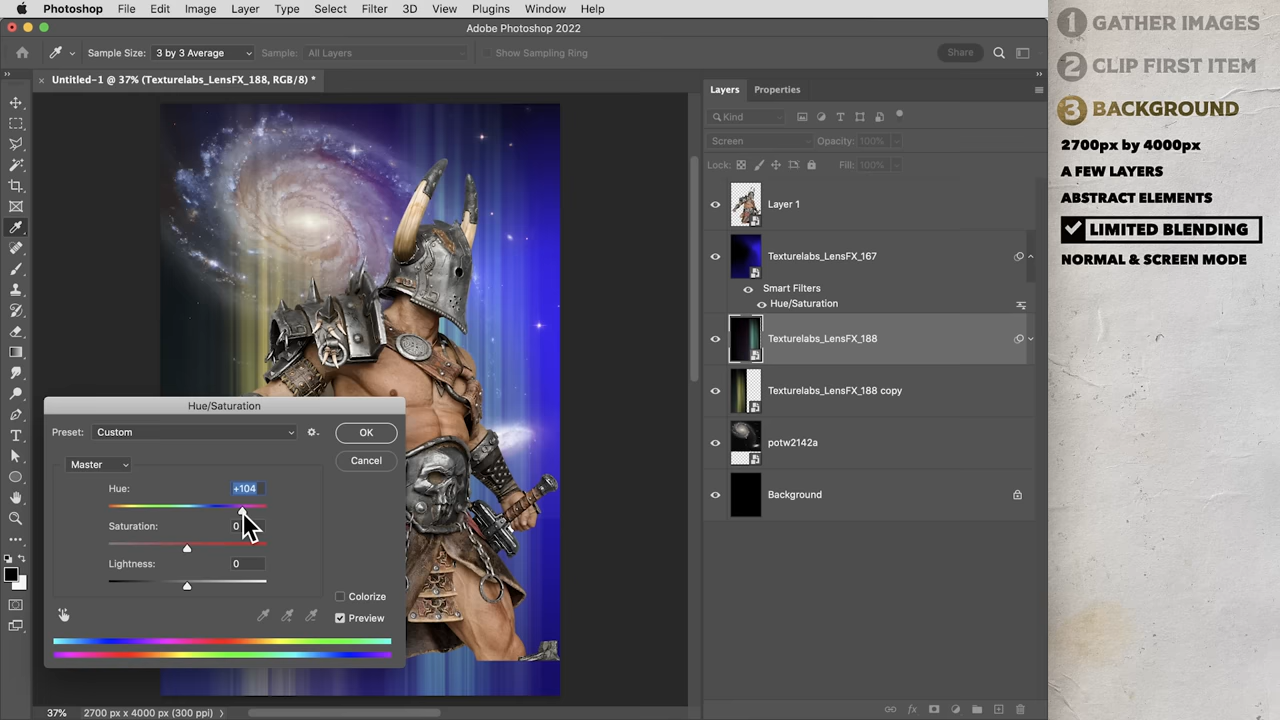 Photoshop File Edit Image Layer Type Select Filter 3D View Plugins Window Help
Adobe Photoshop 2022
Sample Size: 3 by 3 Average Sample: All Layers Show Sampling Ring Share
Untitled-1 @ 37% (Texturelabs_LensFX_188, RGB/8) *
Layers Properties
Kind
Screen Opacity: 100%
Lock: Fill: 100%
Layer 1
Texturelabs_LensFX_167
Smart Filters
Hue/Saturation
Texturelabs_LensFX_188
Texturelabs_LensFX_188 copy
potw2142a
Background
Hue/Saturation
Preset: Custom OK
Cancel
Master
Hue: +104
Saturation: 0
Lightness: 0
Colorize
Preview
37% 2700 px x 4000 px (300 ppi)
1 GATHER IMAGES
2 CLIP FIRST ITEM
3 BACKGROUND
2700px by 4000px
A FEW LAYERS
ABSTRACT ELEMENTS
LIMITED BLENDING
NORMAL & SCREEN MODE